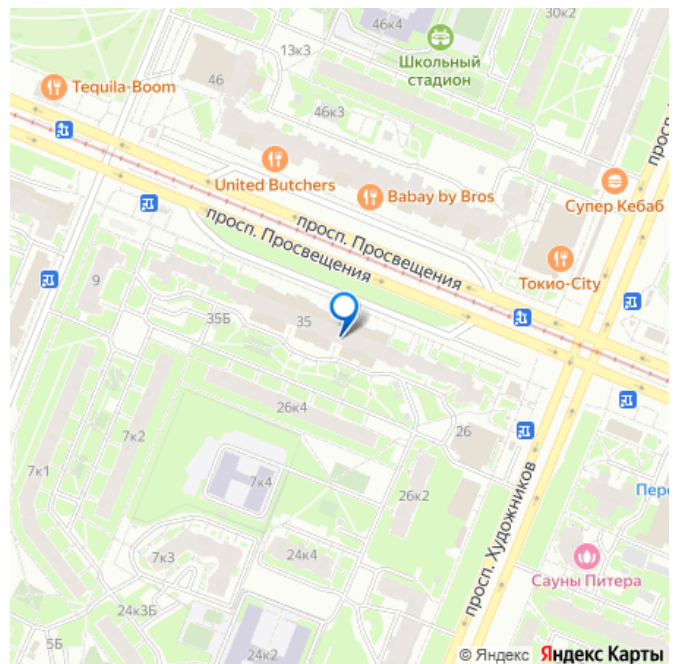 46к4
30к2
13к3
Школьный
стадион
Tequila-Boom
46
46к3
просп. Х
United Butchers
Babay by Bros
Супер Кебаб
просп. Просвещения
просп. Просвещения
Токио-City
9
35Б
35
26к4
26
7к2
7к1
7к4
26к2
Пере
просп. Художников
7к3
24к4
Сауны Питера
24к3Б
5Б
24к2
© Яндекс Яндекс Карты